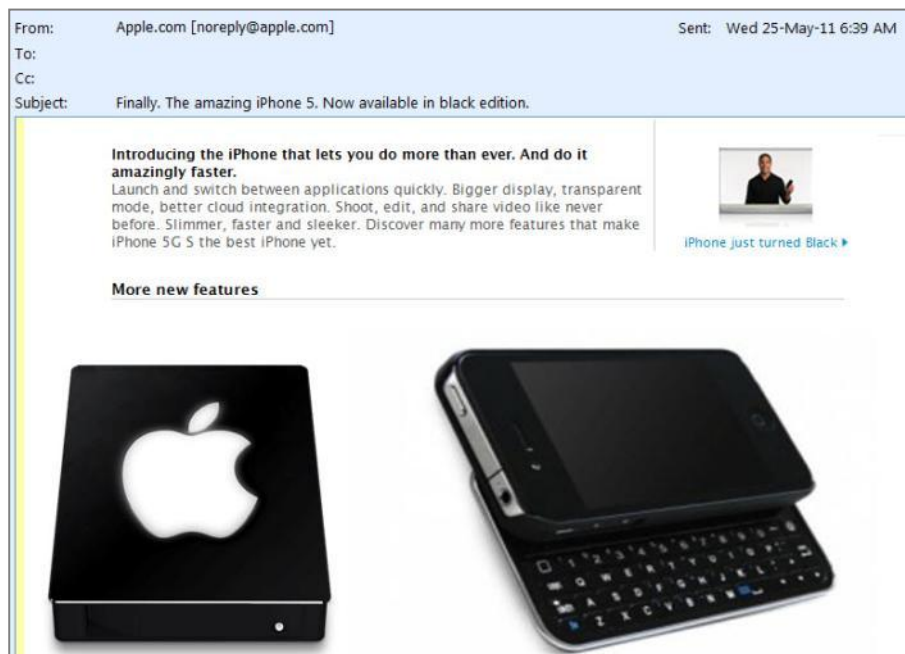 From: Apple.com [noreply@apple.com] Sent: Wed 25-May-11 6:39 AM
To:
Cc:
Subject: Finally. The amazing iPhone 5. Now available in black edition.
Introducing the iPhone that lets you do more than ever. And do it
amazingly faster.
Launch and switch between applications quickly. Bigger display, transparent
mode, better cloud integration. Shoot, edit, and share video like never
before. Slimmer, faster and sleeker. Discover many more features that make
iPhone 5G S the best iPhone yet.
iPhone just turned Black
More new features